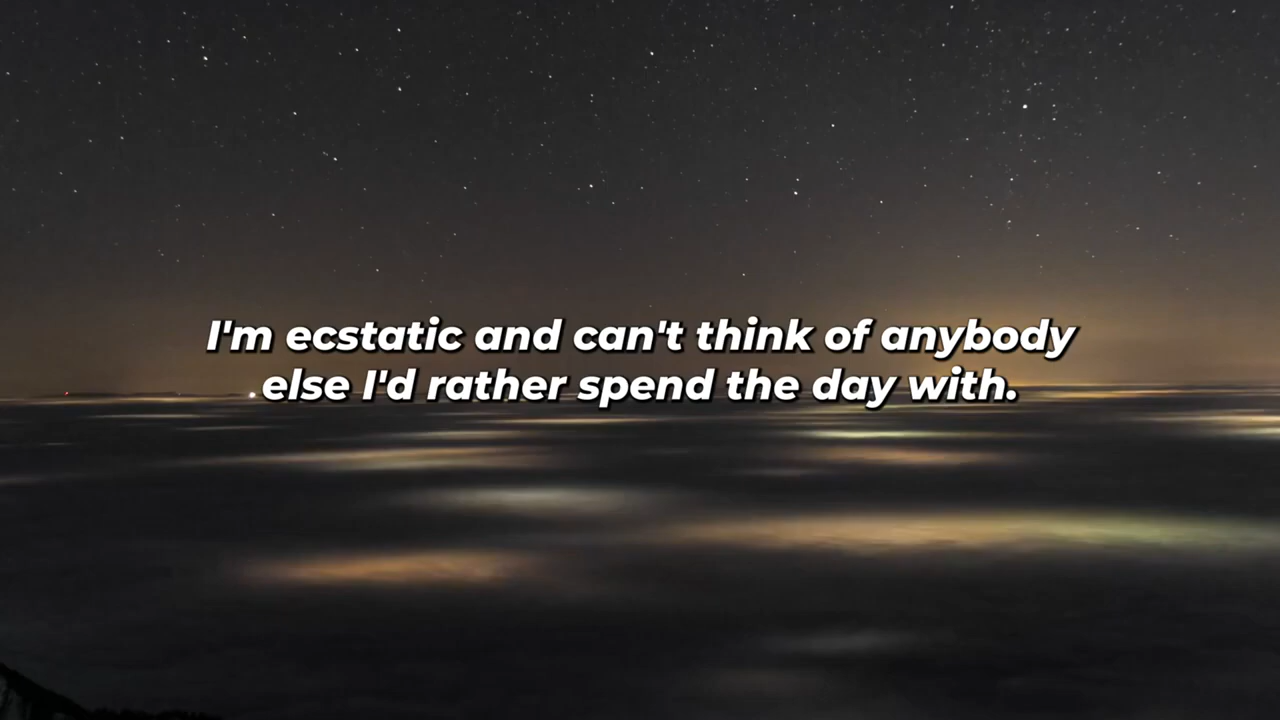 I'm ecstatic and can't think of anybody
else I'd rather spend the day with.